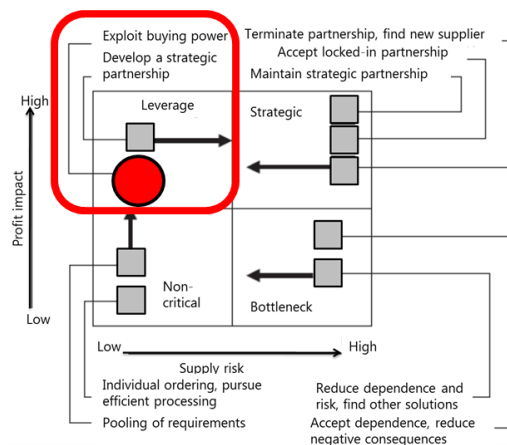 Exploit buying power
Develop a strategic
partnership
Terminate partnership, find new supplier
Accept locked-in partnership
Maintain strategic partnership
High
Leverage
Strategic
Profit impact
Non-
critical
Bottleneck
Low
Low
High
Supply risk
Individual ordering, pursue
efficient processing
Pooling of requirements
Reduce dependence and
risk, find other solutions
Accept dependence, reduce
negative consequences